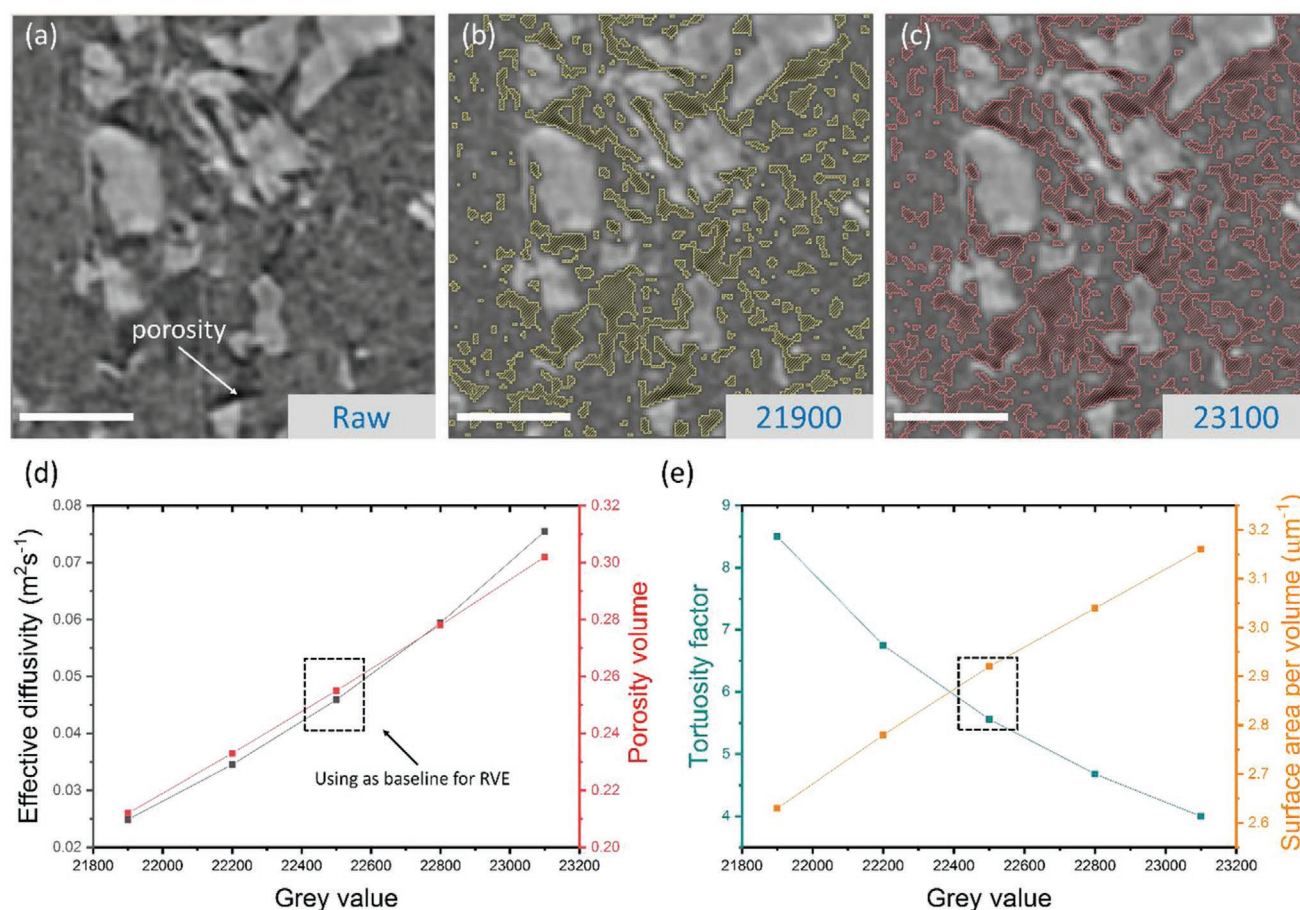 (a)
porosity
Raw
(b)
21900
(c)
23100
(d)
Effective diffusivity (m²s⁻¹)
0.08
0.07
0.06
0.05
0.04
0.03
0.02
0.32
0.30
0.28
0.26
0.24
0.22
0.20
Porosity volume
Using as baseline for RVE
21800 22000 22200 22400 22600 22800 23000 23200
Grey value
(e)
Tortuosity factor
9
8
7
6
5
4
3.2
3.1
3.0
2.9
2.8
2.7
2.6
Surface area per volume (μm⁻¹)
21800 22000 22200 22400 22600 22800 23000 23200
Grey value